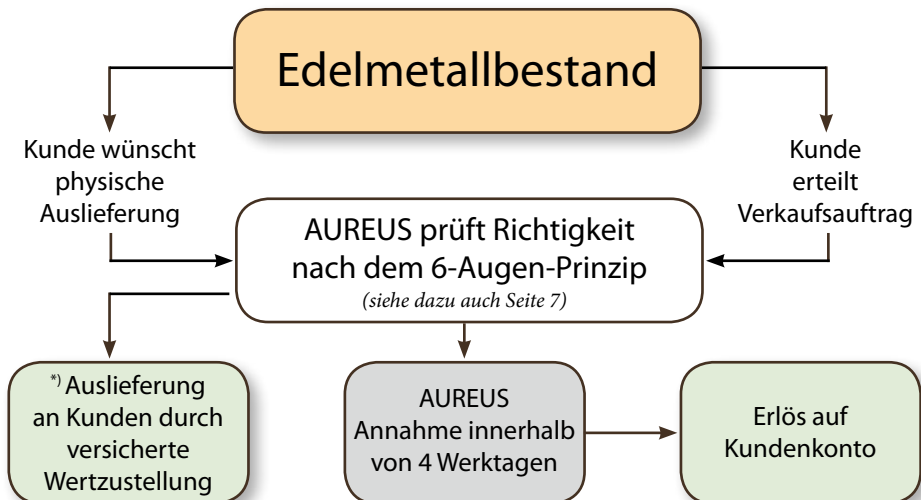 Edelmetallbestand
Kunde wünscht
physische
Auslieferung
Kunde
erteilt
Verkaufsauftrag
AUREUS prüft Richtigkeit
nach dem 6-Augen-Prinzip
(siehe dazu auch Seite 7)
*) Auslieferung
an Kunden durch
versicherte
Wertzustellung
AUREUS
Annahme innerhalb
von 4 Werktagen
Erlös auf
Kundenkonto